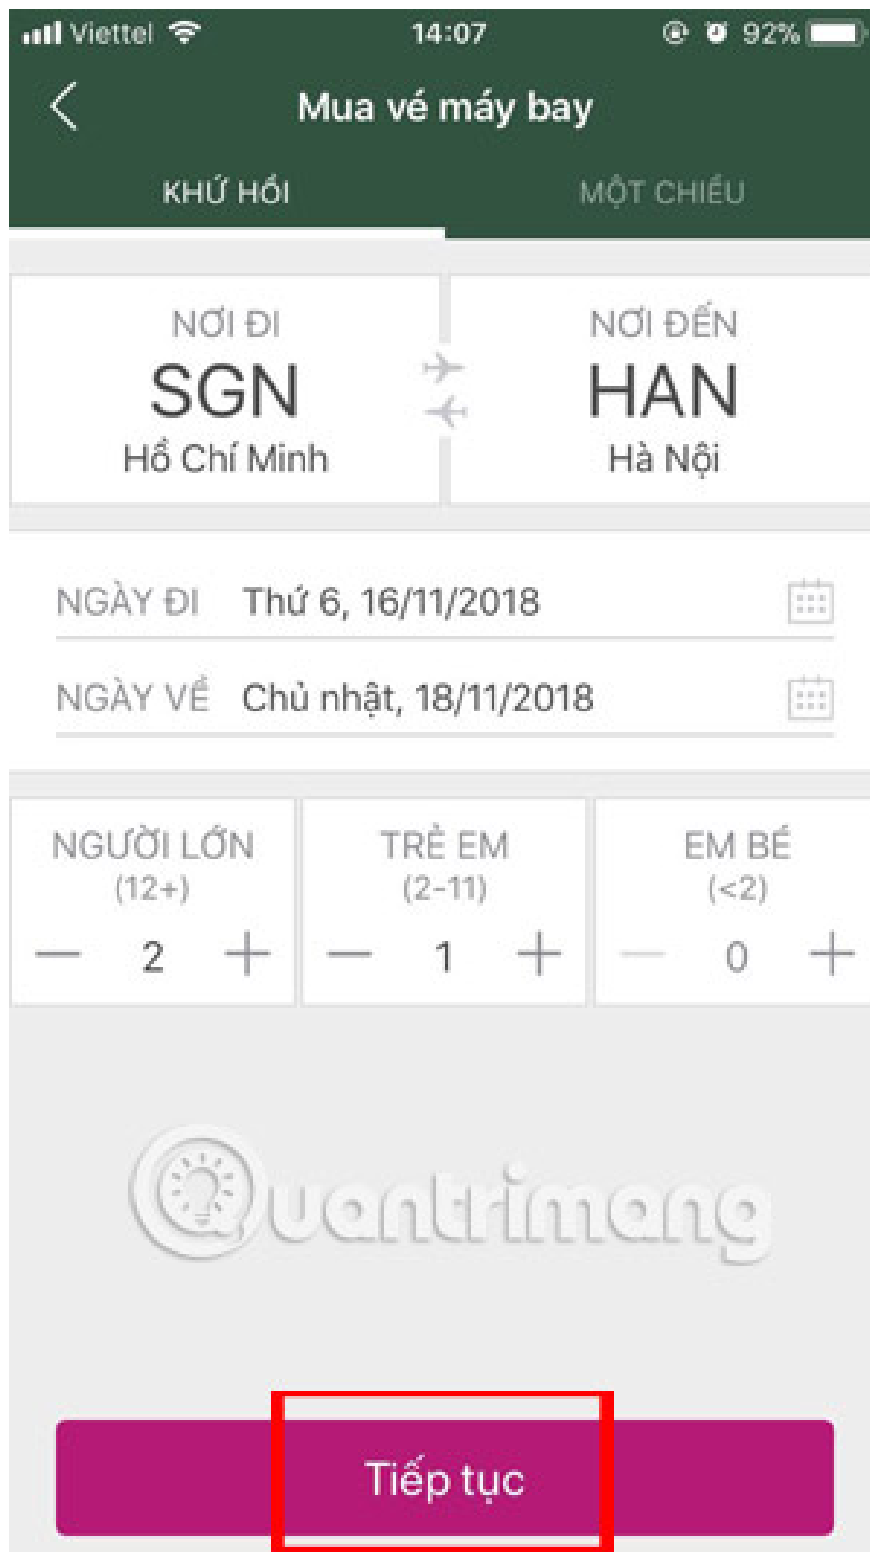 Viettel 14:07 92%
Mua vé máy bay
KHỨ HỒI MỘT CHIỀU
NƠI ĐI NƠI ĐẾN
SGN HAN
Hồ Chí Minh Hà Nội
NGÀY ĐI Thứ 6, 16/11/2018
NGÀY VỀ Chủ nhật, 18/11/2018
NGƯỜI LỚN TRẺ EM EM BÉ
(12+) (2-11) (<2)
— 2 + — 1 + — 0 +
Quantrimang
Tiếp tục